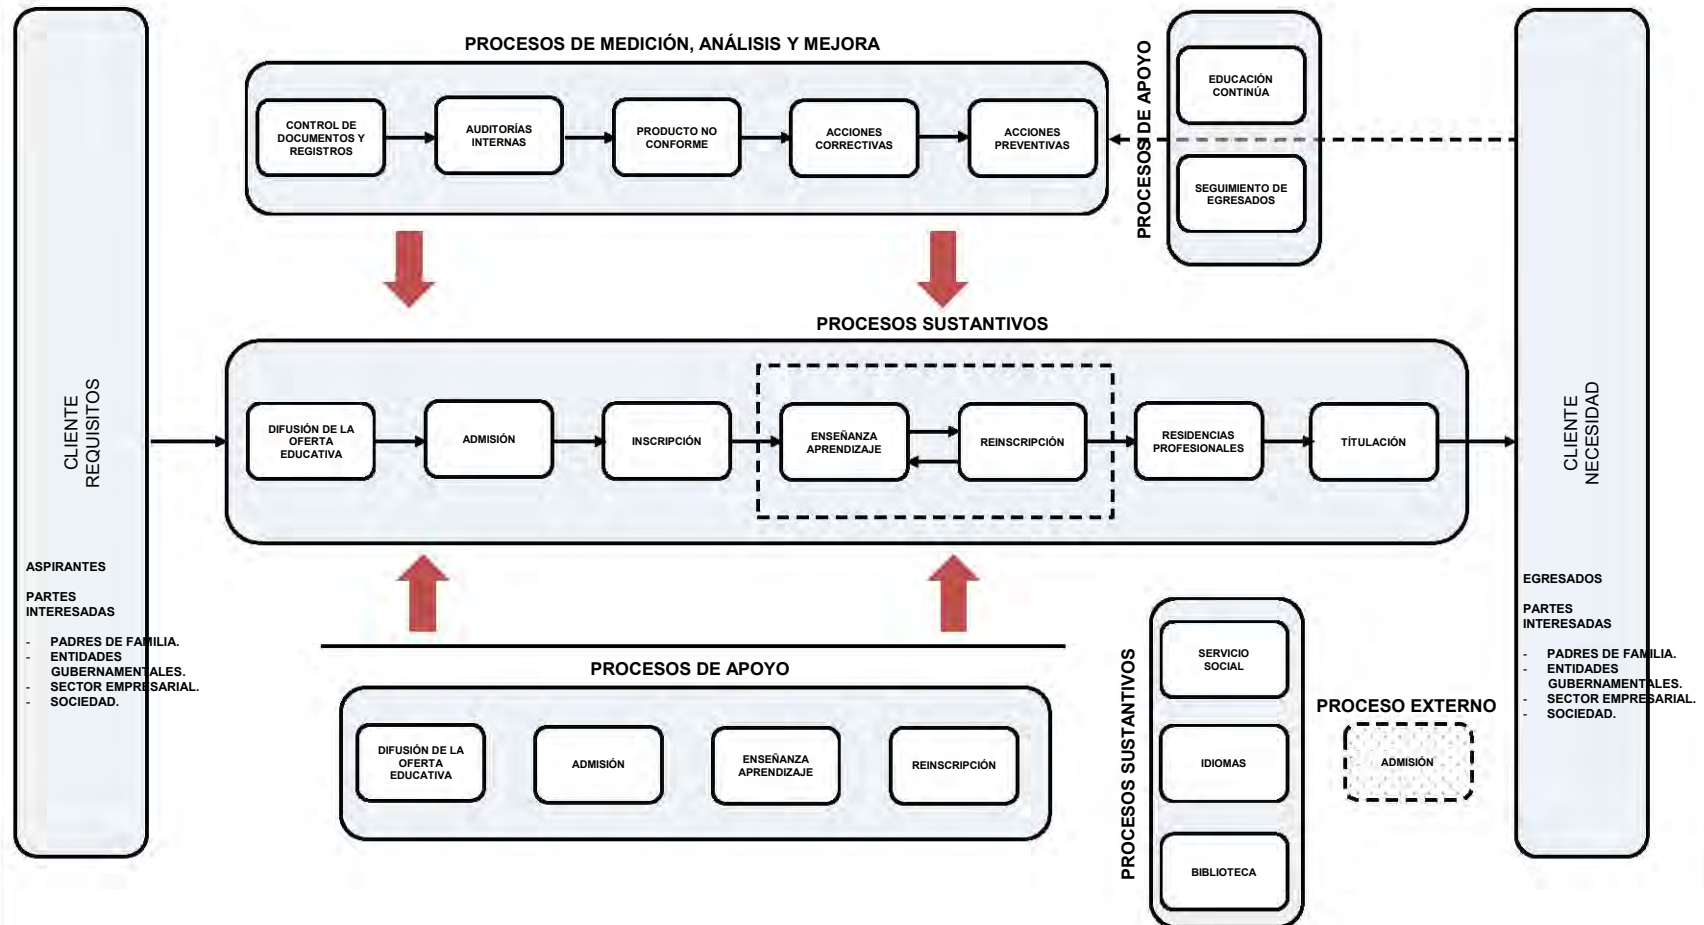 PROCESOS DE MEDICIÓN, ANÁLISIS Y MEJORA
CONTROL DE
DOCUMENTOS Y
REGISTROS
AUDITORÍAS
INTERNAS
PRODUCTO NO
CONFORME
ACCIONES
CORRECTIVAS
ACCIONES
PREVENTIVAS
PROCESOS DE APOYO
EDUCACIÓN
CONTINÚA
SEGUIMIENTO DE
EGRESADOS
CLIENTE
REQUISITOS
ASPIRANTES
PARTES
INTERESADAS
- PADRES DE FAMILIA.
- ENTIDADES
GUBERNAMENTALES.
- SECTOR EMPRESARIAL.
- SOCIEDAD.
PROCESOS SUSTANTIVOS
DIFUSIÓN DE LA
OFERTA
EDUCATIVA
ADMISIÓN
INSCRIPCIÓN
ENSEÑANZA
APRENDIZAJE
REINSCRIPCIÓN
RESIDENCIAS
PROFESIONALES
TÍTULACIÓN
CLIENTE
NECESIDAD
EGRESADOS
PARTES
INTERESADAS
- PADRES DE FAMILIA.
- ENTIDADES
GUBERNAMENTALES.
- SECTOR EMPRESARIAL.
- SOCIEDAD.
PROCESOS DE APOYO
DIFUSIÓN DE LA
OFERTA
EDUCATIVA
ADMISIÓN
ENSEÑANZA
APRENDIZAJE
REINSCRIPCIÓN
PROCESOS SUSTANTIVOS
SERVICIO
SOCIAL
IDIOMAS
BIBLIOTECA
PROCESO EXTERNO
ADMISIÓN